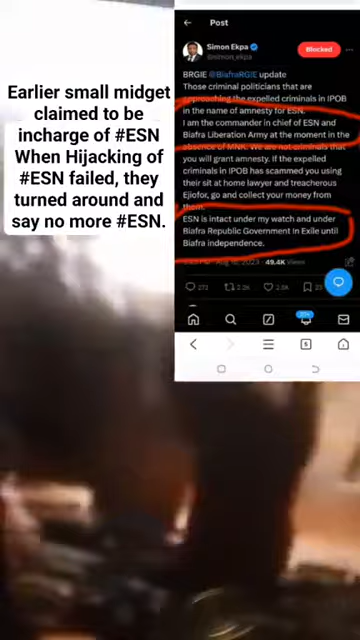 Earlier small midget
claimed to be
incharge of #ESN
When Hijacking of
#ESN failed, they
turned around and
say no more #ESN.
Post
Simon Ekpa
@simon_ekpa
Blocked
BRGIE @BiafraRGIE update
Those criminal politicians that are
approaching the expelled criminals in IPOB
in the name of amnesty for ESN.
I am the commander in chief of ESN and
Biafra Liberation Army at the moment in the
absence of MNK. We are not criminals that
you will grant amnesty. If the expelled
criminals in IPOB has scammed you using
their sit at home lawyer and treacherous
Ejiofor, go and collect your money from
them.
ESN is intact under my watch and under
Biafra Republic Government In Exile until
Biafra independence.
2023 · 49.4K Views
272
2.2K
2.5K
23
20+
5